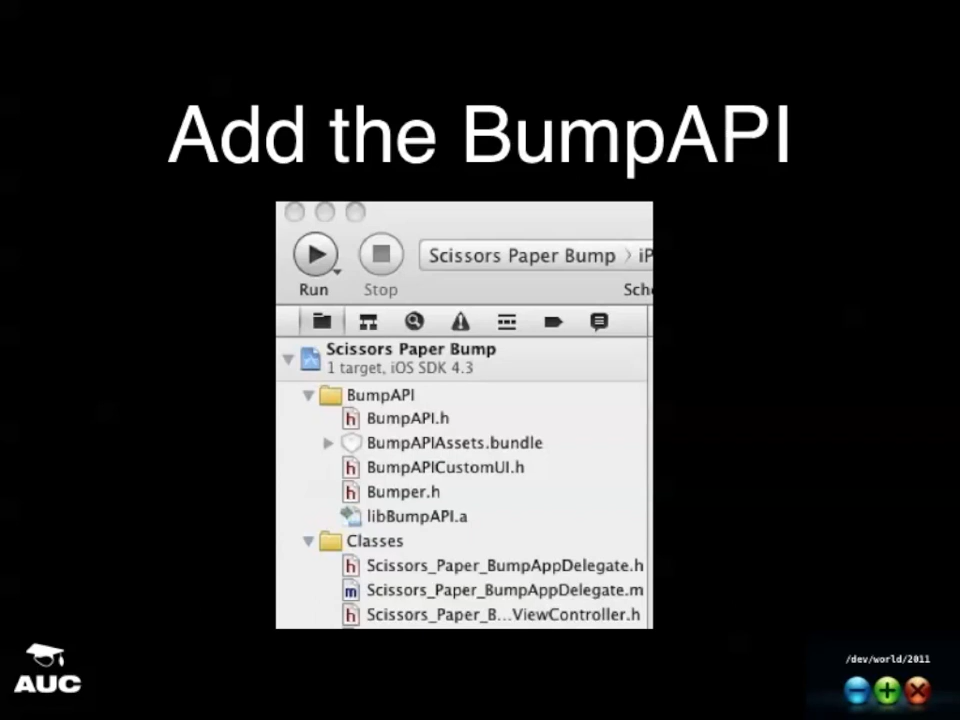 Add the BumpAPI
Scissors Paper Bump
Run
Stop
Scissors Paper Bump
1 target, iOS SDK 4.3
BumpAPI
BumpAPI.h
BumpAPIAssets.bundle
BumpAPICustomUI.h
Bumper.h
libBumpAPI.a
Classes
Scissors_Paper_BumpAppDelegate.h
Scissors_Paper_BumpAppDelegate.m
Scissors_Paper_B...ViewController.h
AUC
/dev/world/2011